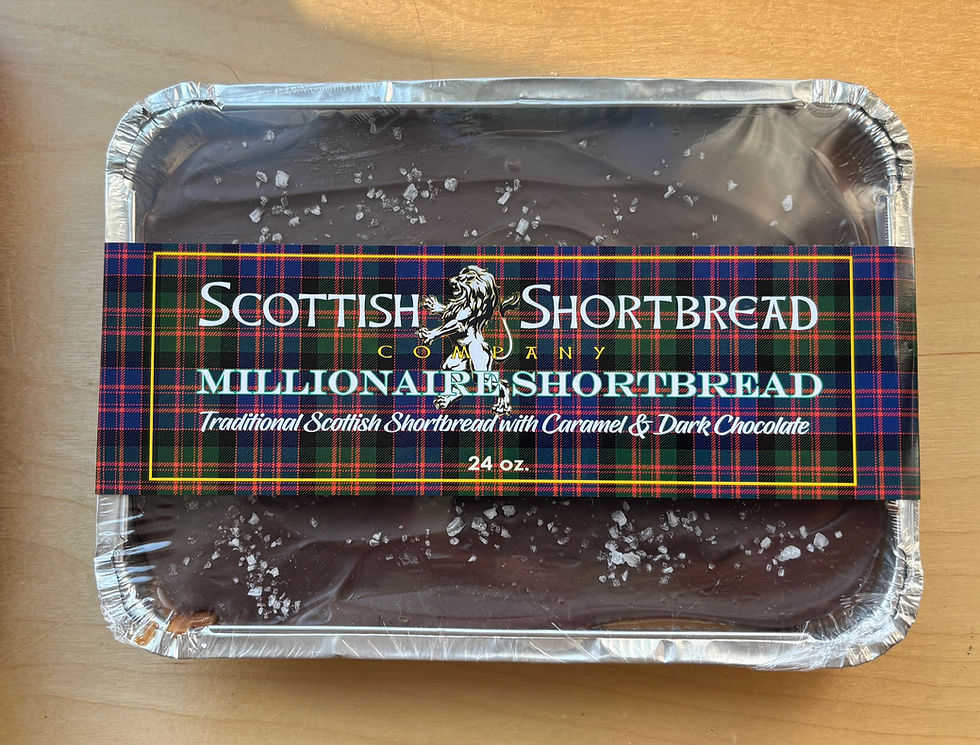 SCOTTISH SHORTBREAD
COMPANY
MILLIONAIRE SHORTBREAD
Traditional Scottish Shortbread with Caramel & Dark Chocolate
24 oz.